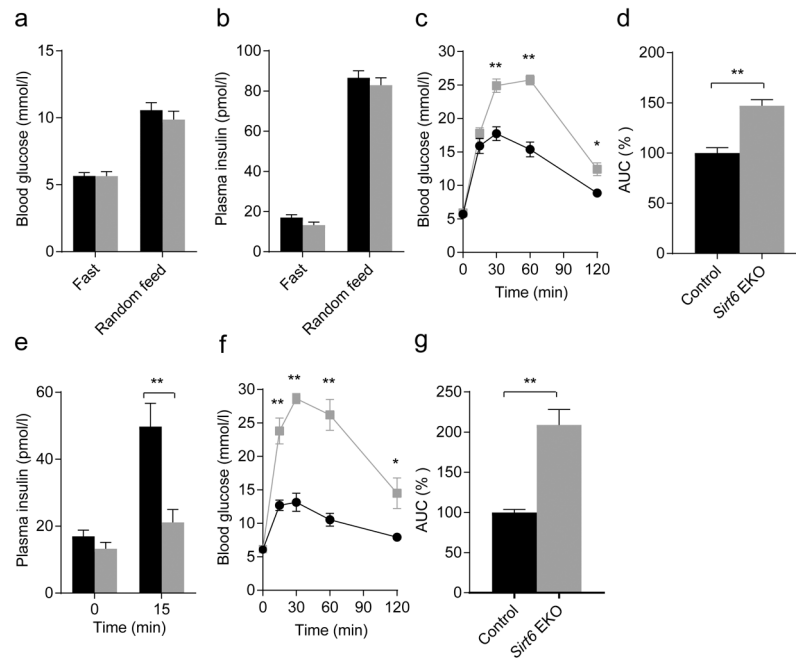 a
Blood glucose (mmol/l)
15
10
5
0
Fast
Random feed
b
Plasma insulin (pmol/l)
100
80
60
40
20
0
Fast
Random feed
c
Blood glucose (mmol/l)
30
25
20
15
10
5
0
**
**
*
0 30 60 90 120
Time (min)
d
AUC (% )
200
150
100
50
0
**
Control
Sirt6 EKO
e
Plasma insulin (pmol/l)
60
40
20
0
**
0 15
Time (min)
f
Blood glucose (mmol/l)
30
25
20
15
10
5
0
**
**
**
*
0 30 60 90 120
Time (min)
g
AUC (% )
250
200
150
100
50
0
**
Control
Sirt6 EKO